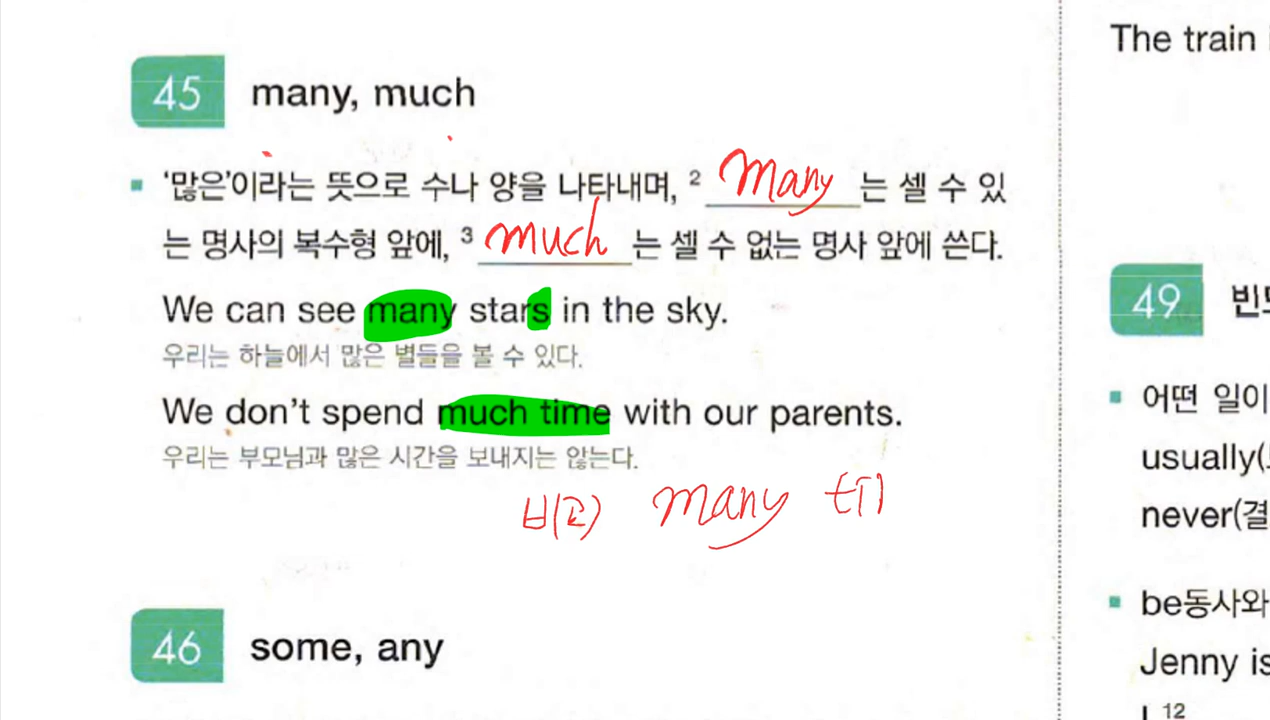 45 many, much
'많은'이라는 뜻으로 수나 양을 나타내며, ² many 는 셀 수 있
는 명사의 복수형 앞에, ³ much 는 셀 수 없는 명사 앞에 쓴다.
We can see many stars in the sky.
우리는 하늘에서 많은 별들을 볼 수 있다.
We don't spend much time with our parents.
우리는 부모님과 많은 시간을 보내지는 않는다.
비교) many
46 some, any
The train
49
어떤 일이
usually(
never(결
be동사와
Jenny is
12